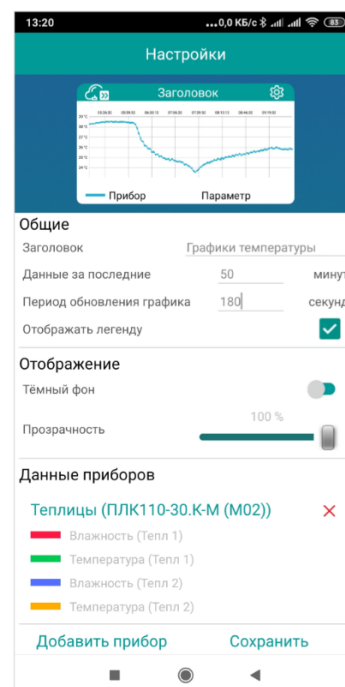 13:20 ...0,0 КБ/с 83
Настройки
Заголовок
Прибор Параметр
Общие
Заголовок Графики температуры
Данные за последние 50 минут
Период обновления графика 180 секунд
Отображать легенду
Отображение
Тёмный фон
100 %
Прозрачность
Данные приборов
Теплицы (ПЛК110-30.К-М (М02))
Влажность (Тепл 1)
Температура (Тепл 1)
Влажность (Тепл 2)
Температура (Тепл 2)
Добавить прибор Сохранить